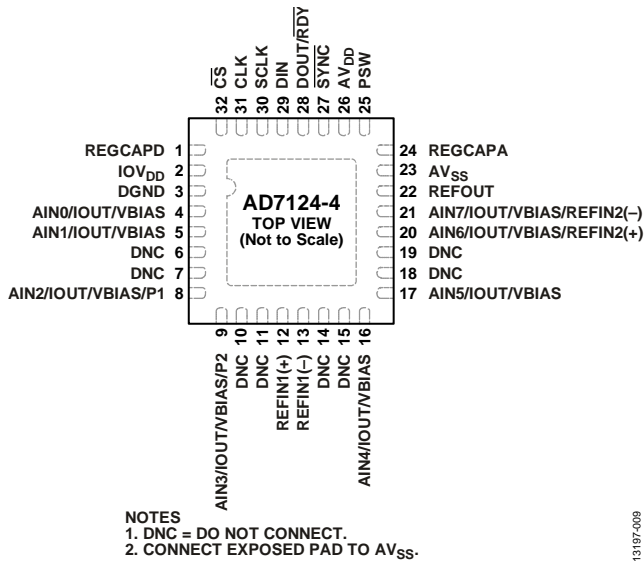 32 C̅S̅
31 CLK
30 SCLK
29 DIN
28 DOUT/R̅D̅Y̅
27 S̅Y̅N̅C̅
26 AVDD
25 PSW
REGCAPD 1
IOVDD 2
DGND 3
AIN0/IOUT/VBIAS 4
AIN1/IOUT/VBIAS 5
DNC 6
DNC 7
AIN2/IOUT/VBIAS/P1 8
AD7124-4
TOP VIEW
(Not to Scale)
24 REGCAPA
23 AVSS
22 REFOUT
21 AIN7/IOUT/VBIAS/REFIN2(–)
20 AIN6/IOUT/VBIAS/REFIN2(+)
19 DNC
18 DNC
17 AIN5/IOUT/VBIAS
AIN3/IOUT/VBIAS/P2 9
DNC 10
DNC 11
REFIN1(+) 12
REFIN1(–) 13
DNC 14
DNC 15
AIN4/IOUT/VBIAS 16
NOTES
1. DNC = DO NOT CONNECT.
2. CONNECT EXPOSED PAD TO AVSS.
13197-009